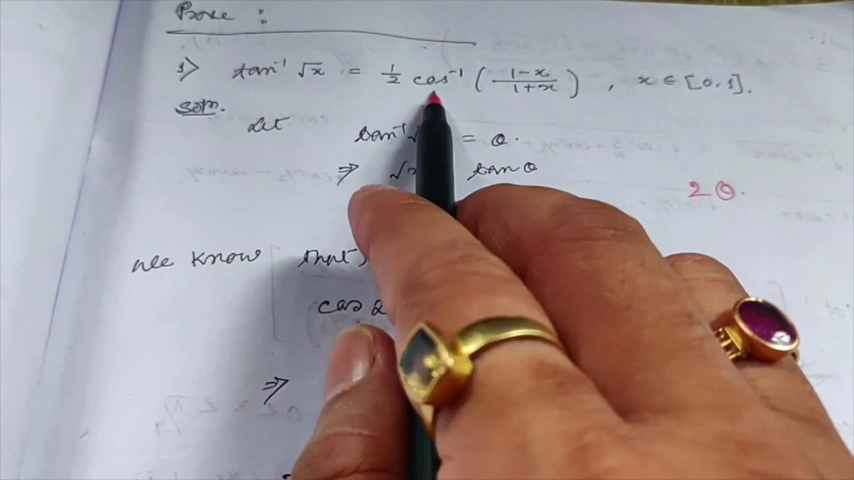 Prove :
1) tan⁻¹ √x = 1/2 cos⁻¹ ( 1-x / 1+x ) , x ∈ [0, 1].
Soln.
Let tan⁻¹ = θ.
⇒ tanθ
2θ.
We know that,
cos 2
⇒